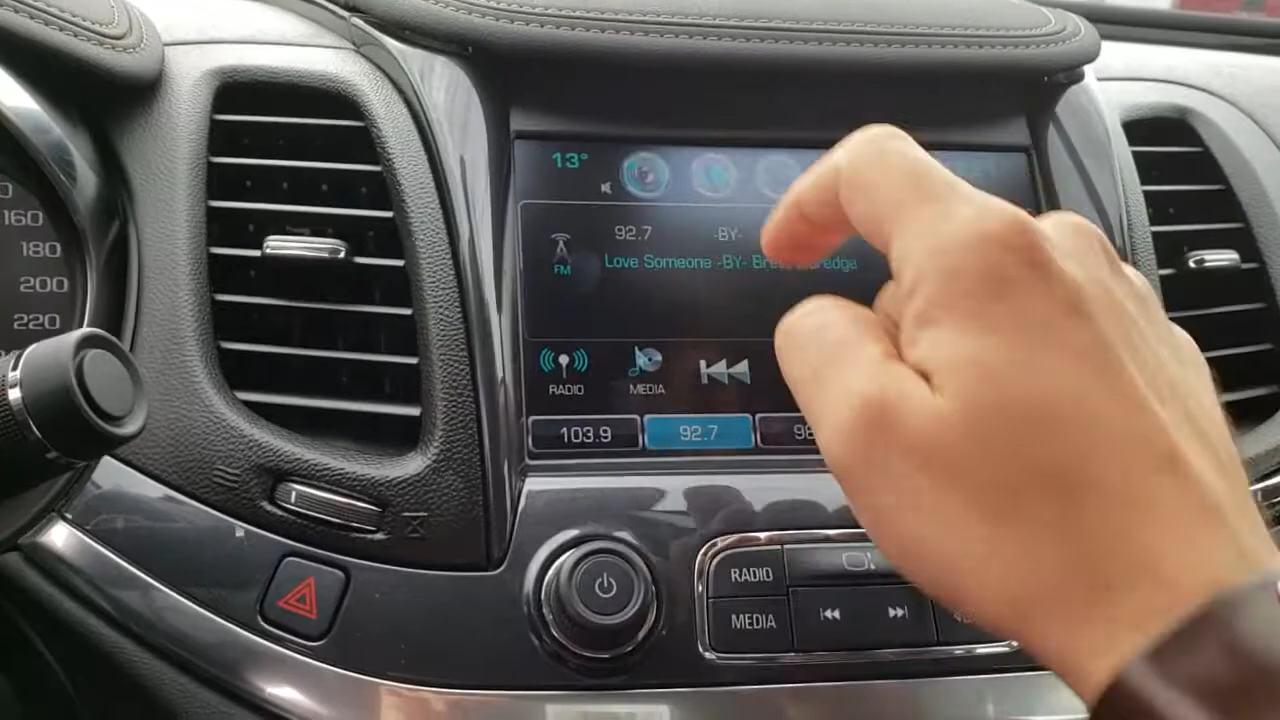 13°
92.7 -BY-
FM
Love Someone -BY-
RADIO MEDIA
103.9 92.7
RADIO
MEDIA
160
180
200
220